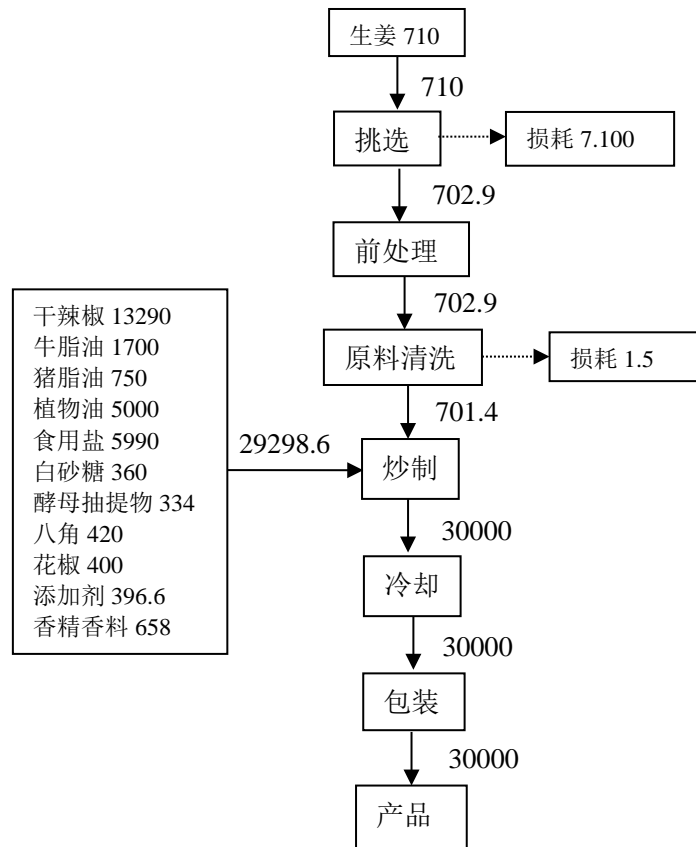 生姜 710
710
挑选
损耗 7.100
702.9
前处理
702.9
原料清洗
损耗 1.5
701.4
干辣椒 13290
牛脂油 1700
猪脂油 750
植物油 5000
食用盐 5990
白砂糖 360
酵母抽提物 334
八角 420
花椒 400
添加剂 396.6
香精香料 658
29298.6
炒制
30000
冷却
30000
包装
30000
产品